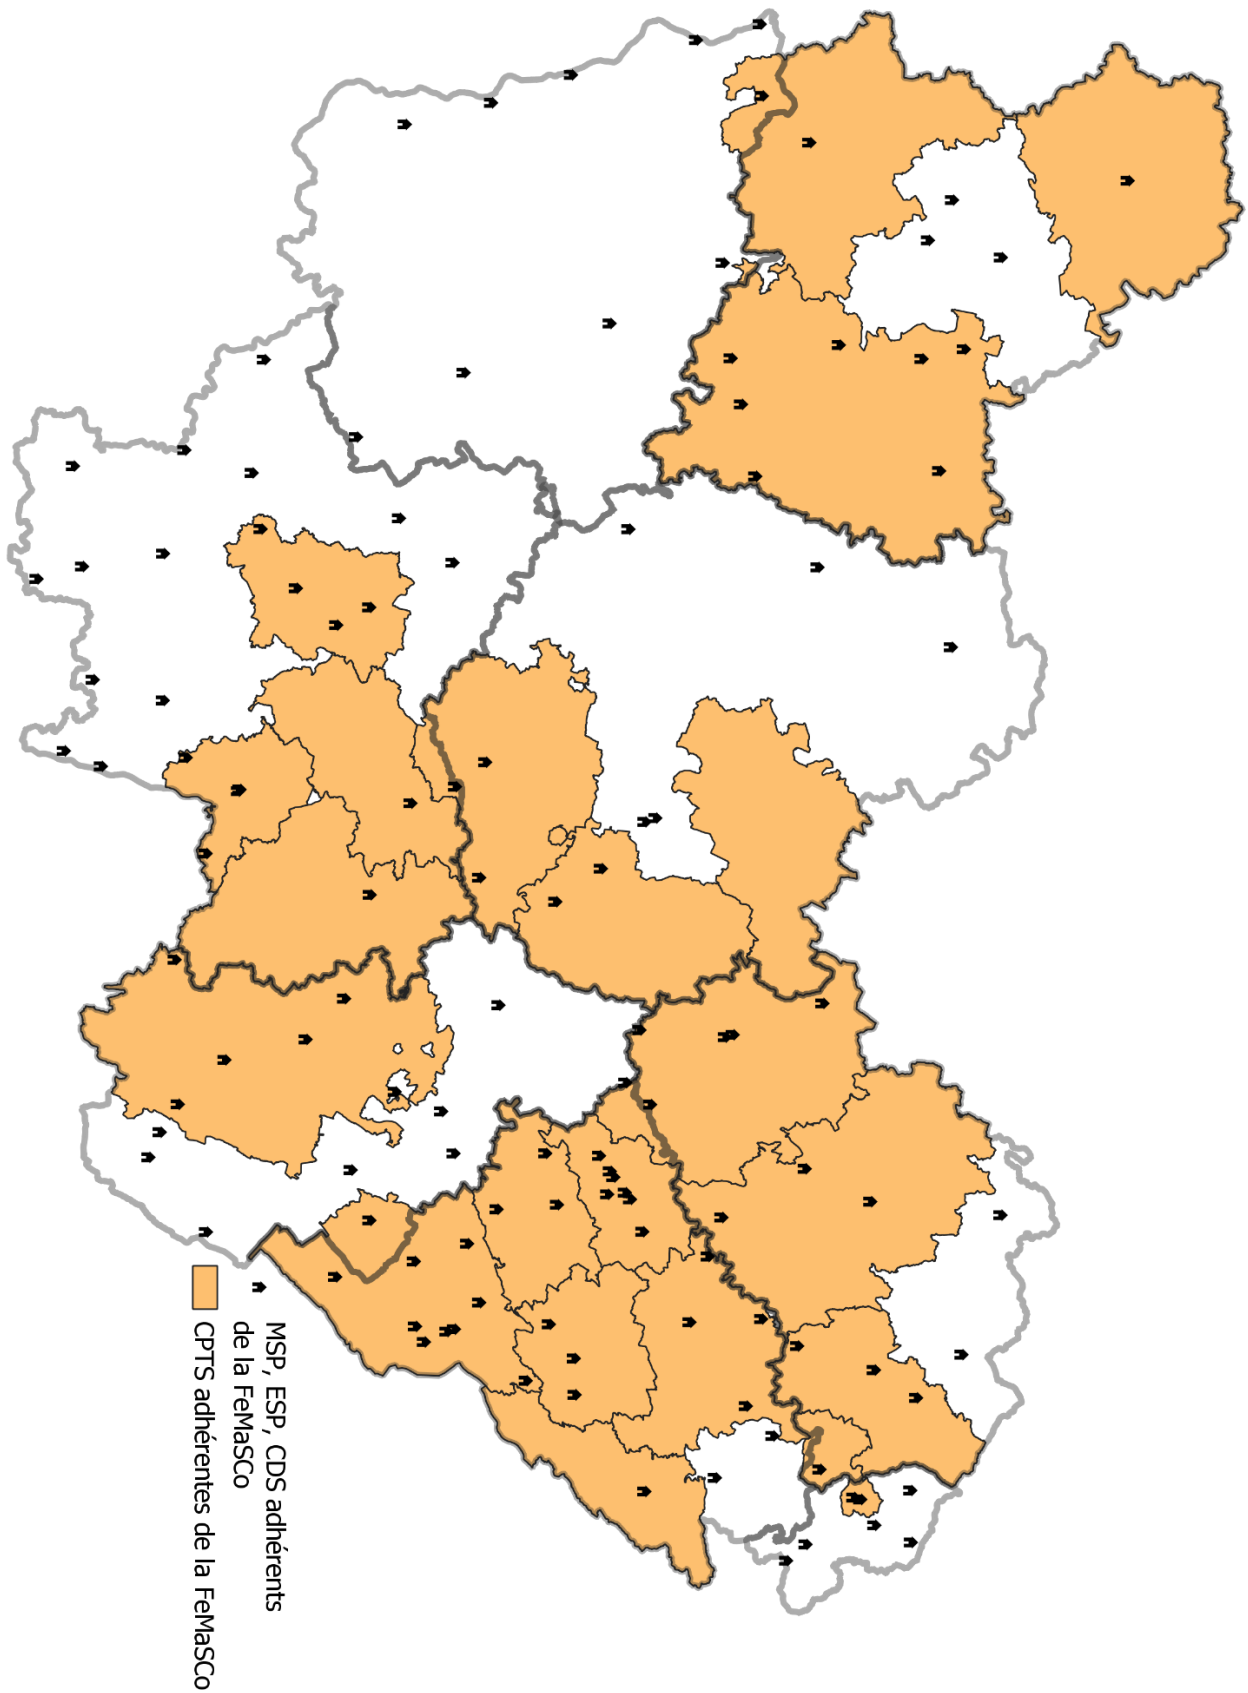 MSP, ESP, CDS adhérents
de la FeMaSCo
CPTS adhérentes de la FeMaSCo